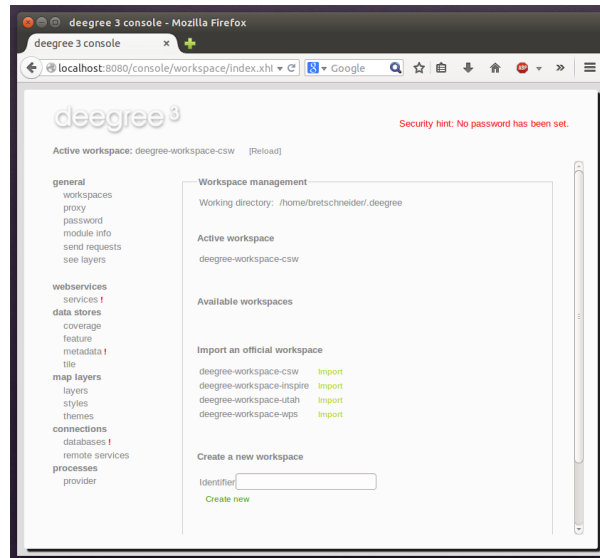 deegree 3 console - Mozilla Firefox
deegree 3 console
localhost:8080/console/workspace/index.xhl
Google
deegree 3
Security hint: No password has been set.
Active workspace: deegree-workspace-csw [Reload]
general
workspaces
proxy
password
module info
send requests
see layers
webservices
services !
data stores
coverage
feature
metadata !
tile
map layers
layers
styles
themes
connections
databases !
remote services
processes
provider
Workspace management
Working directory: /home/bretschneider/.deegree
Active workspace
deegree-workspace-csw
Available workspaces
Import an official workspace
deegree-workspace-csw Import
deegree-workspace-inspire Import
deegree-workspace-utah Import
deegree-workspace-wps Import
Create a new workspace
Identifier
Create new